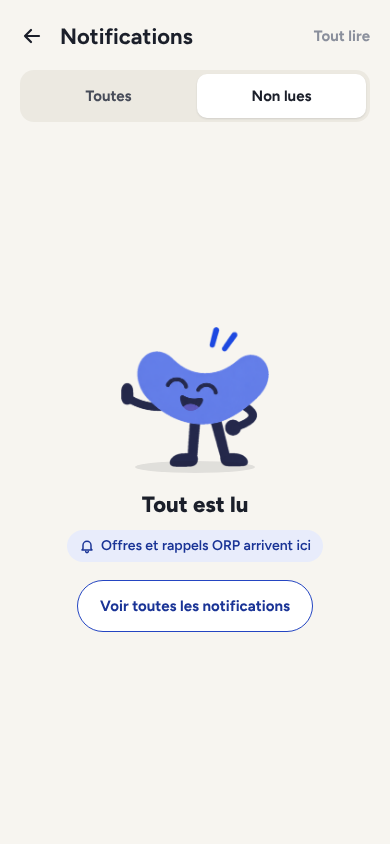 Notifications
Tout lire
Toutes
Non lues
Tout est lu
Offres et rappels ORP arrivent ici
Voir toutes les notifications